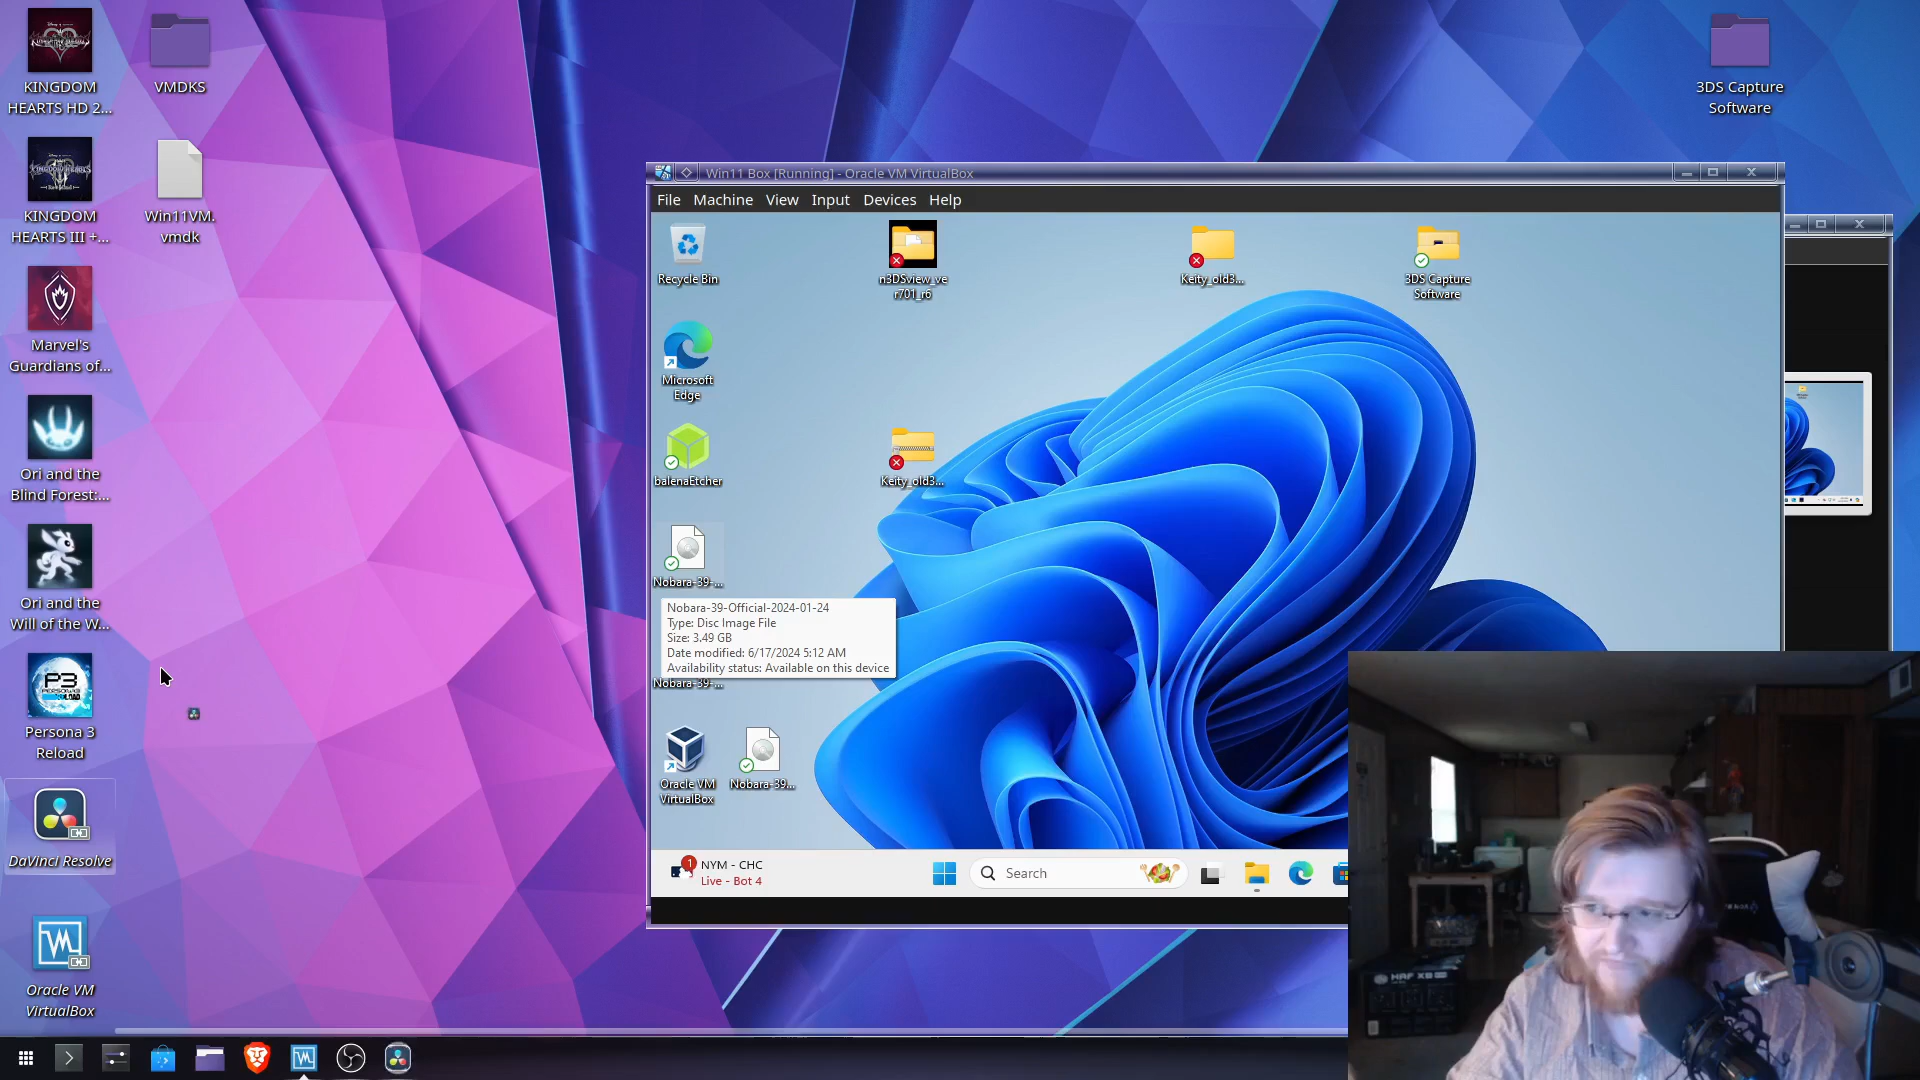 KINGDOM
HEARTS HD 2...
VMDKS
3DS Capture
Software
KINGDOM
HEARTS III +...
Win11VM.
vmdk
Marvel's
Guardians of...
Ori and the
Blind Forest:...
Ori and the
Will of the W...
P3
Persona 3
Reload
DaVinci Resolve
Oracle VM
VirtualBox
Win11 Box [Running] - Oracle VM VirtualBox
File Machine View Input Devices Help
Recycle Bin
n3DSview_ve
r701_r6
Keity_old3...
3DS Capture
Software
Microsoft
Edge
balenaEtcher
Keity_old3...
Nobara-39-...
Nobara-39-Official-2024-01-24
Type: Disc Image File
Size: 3.49 GB
Date modified: 6/17/2024 5:12 AM
Availability status: Available on this device
Nobara-39-...
Oracle VM
VirtualBox
Nobara-39...
1
NYM - CHC
Live - Bot 4
Search
HAF XB